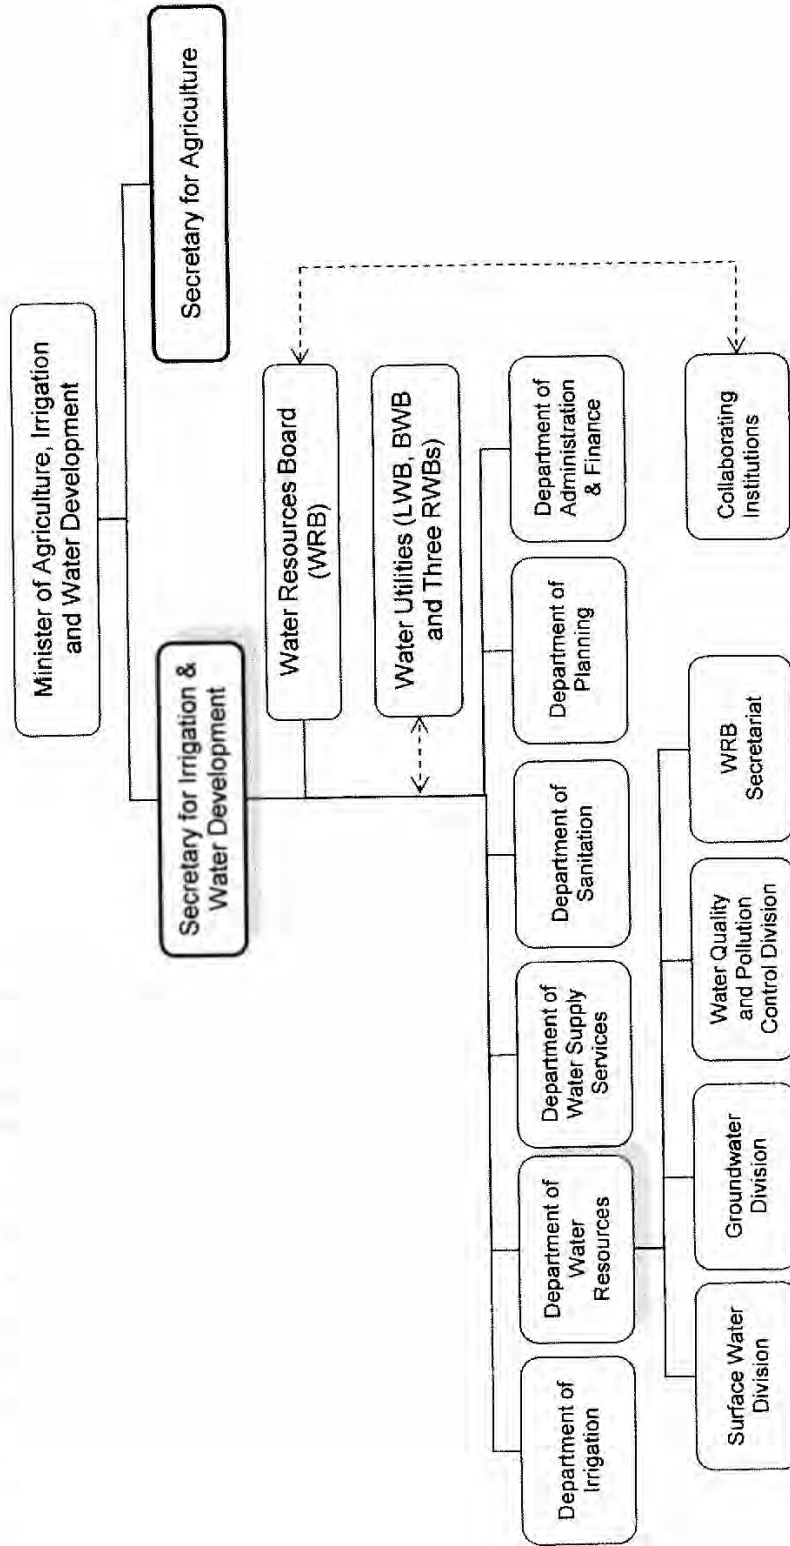 Minister of Agriculture, Irrigation
and Water Development
Secretary for Irrigation &
Water Development
Secretary for Agriculture
Water Resources Board
(WRB)
Water Utilities (LWB, BWB
and Three RWBs)
Department of
Irrigation
Department of
Water
Resources
Department of
Water Supply
Services
Department of
Sanitation
Department of
Planning
Department of
Administration
& Finance
Surface Water
Division
Groundwater
Division
Water Quality
and Pollution
Control Division
WRB
Secretariat
Collaborating
Institutions